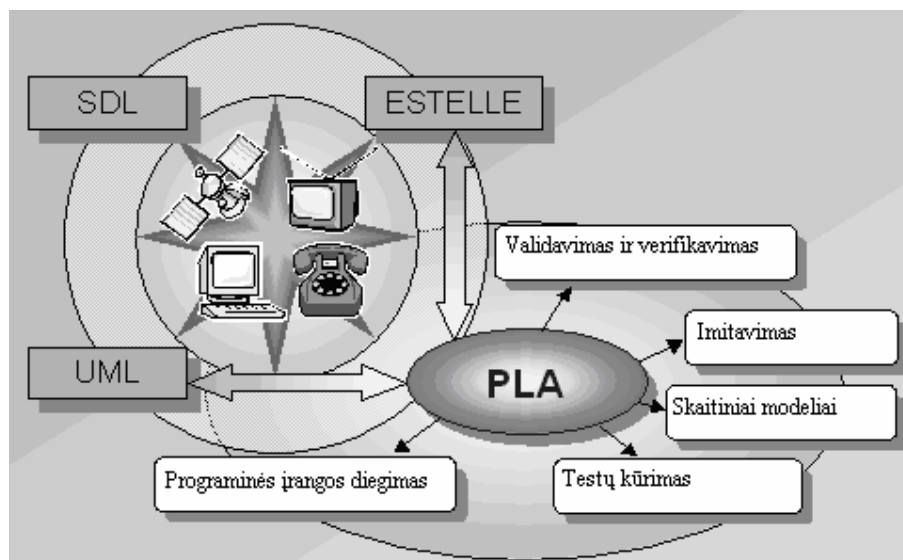 SDL
ESTELLE
Validavimas ir verifikavimas
Imitavimas
UML
PLA
Skaitiniai modeliai
Programinės įrangos diegimas
Testų kūrimas